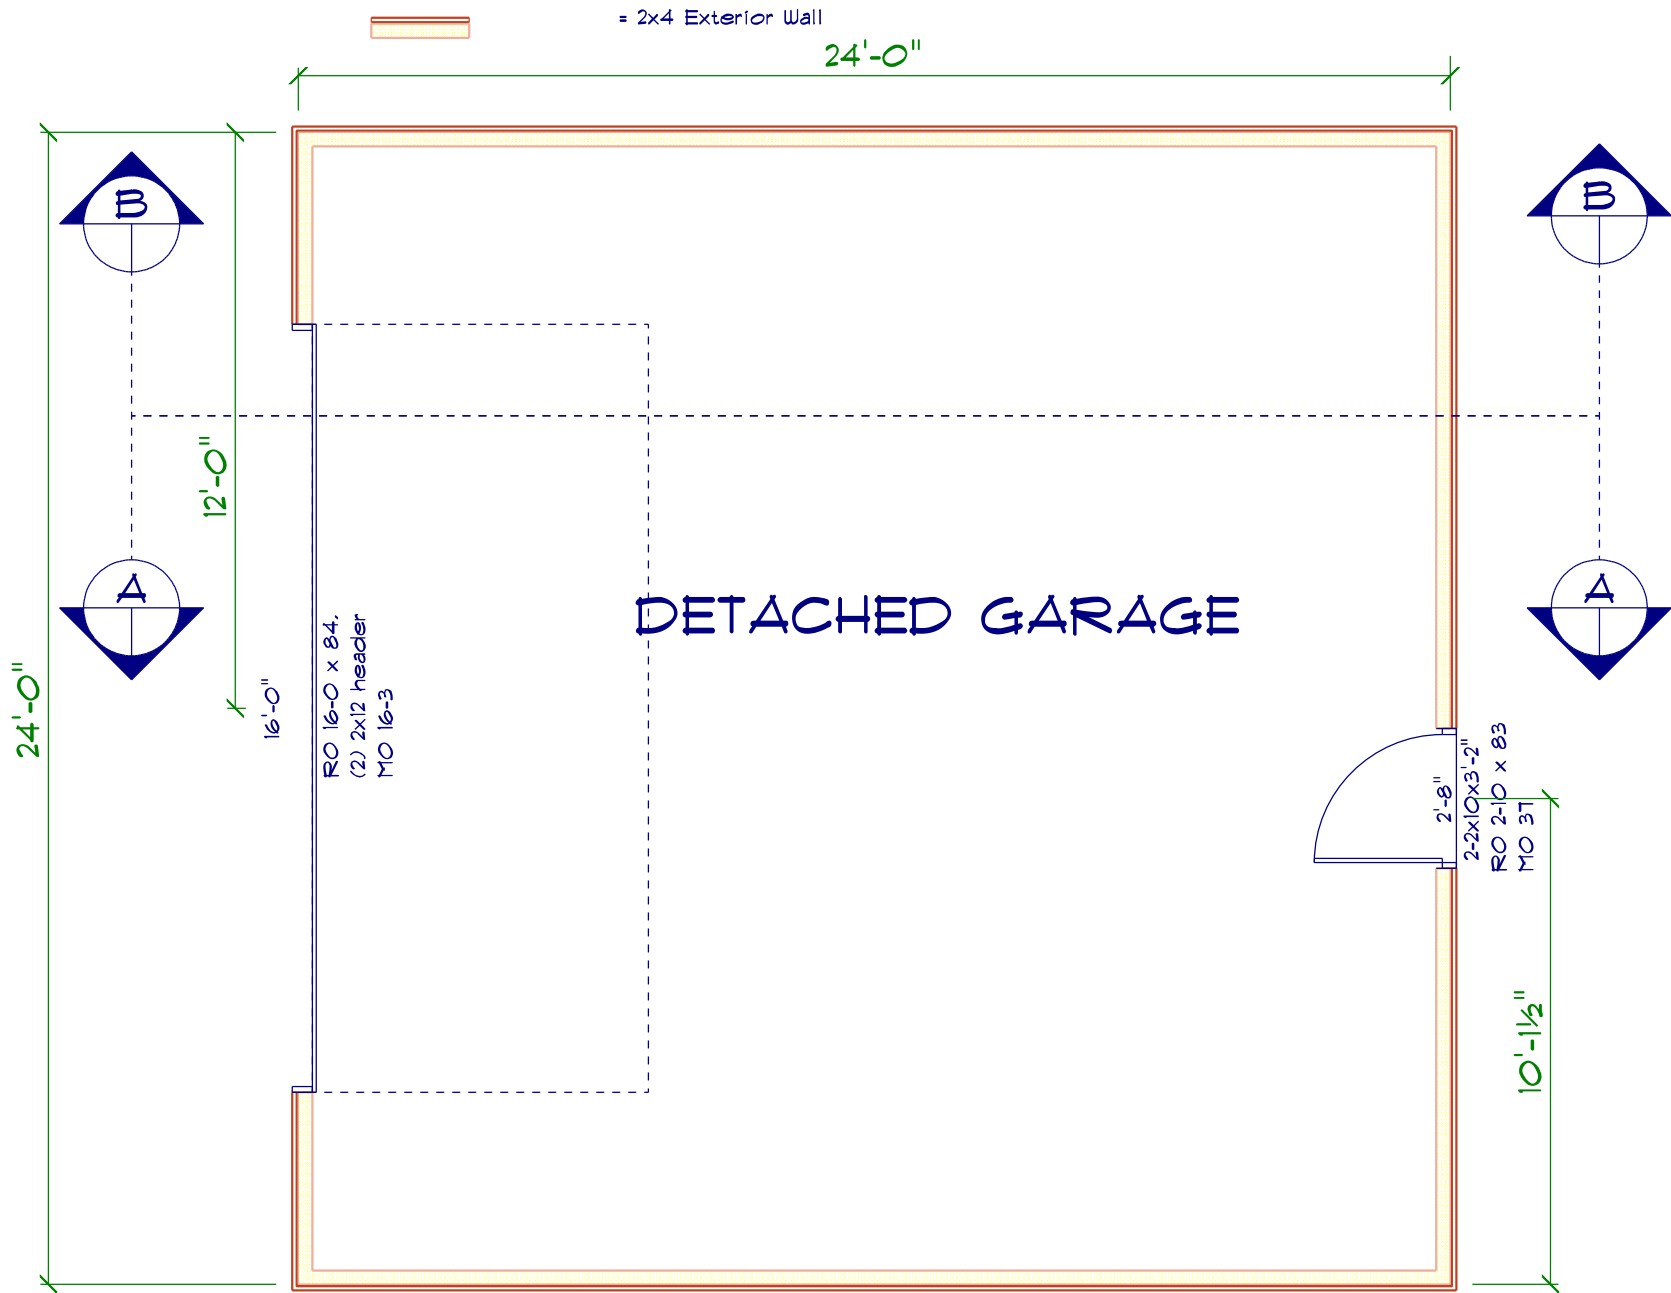 = 2x4 Exterior Wall
24'-0"
B
B
12'-0"
A
A
DETACHED GARAGE
24'-0"
16'-0"
RO 16-0 x 84,
(2) 2x12 header
MO 16-3
2'-8"
2-2x10x3'-2"
RO 2-10 x 83
MO 37
10'-1½"